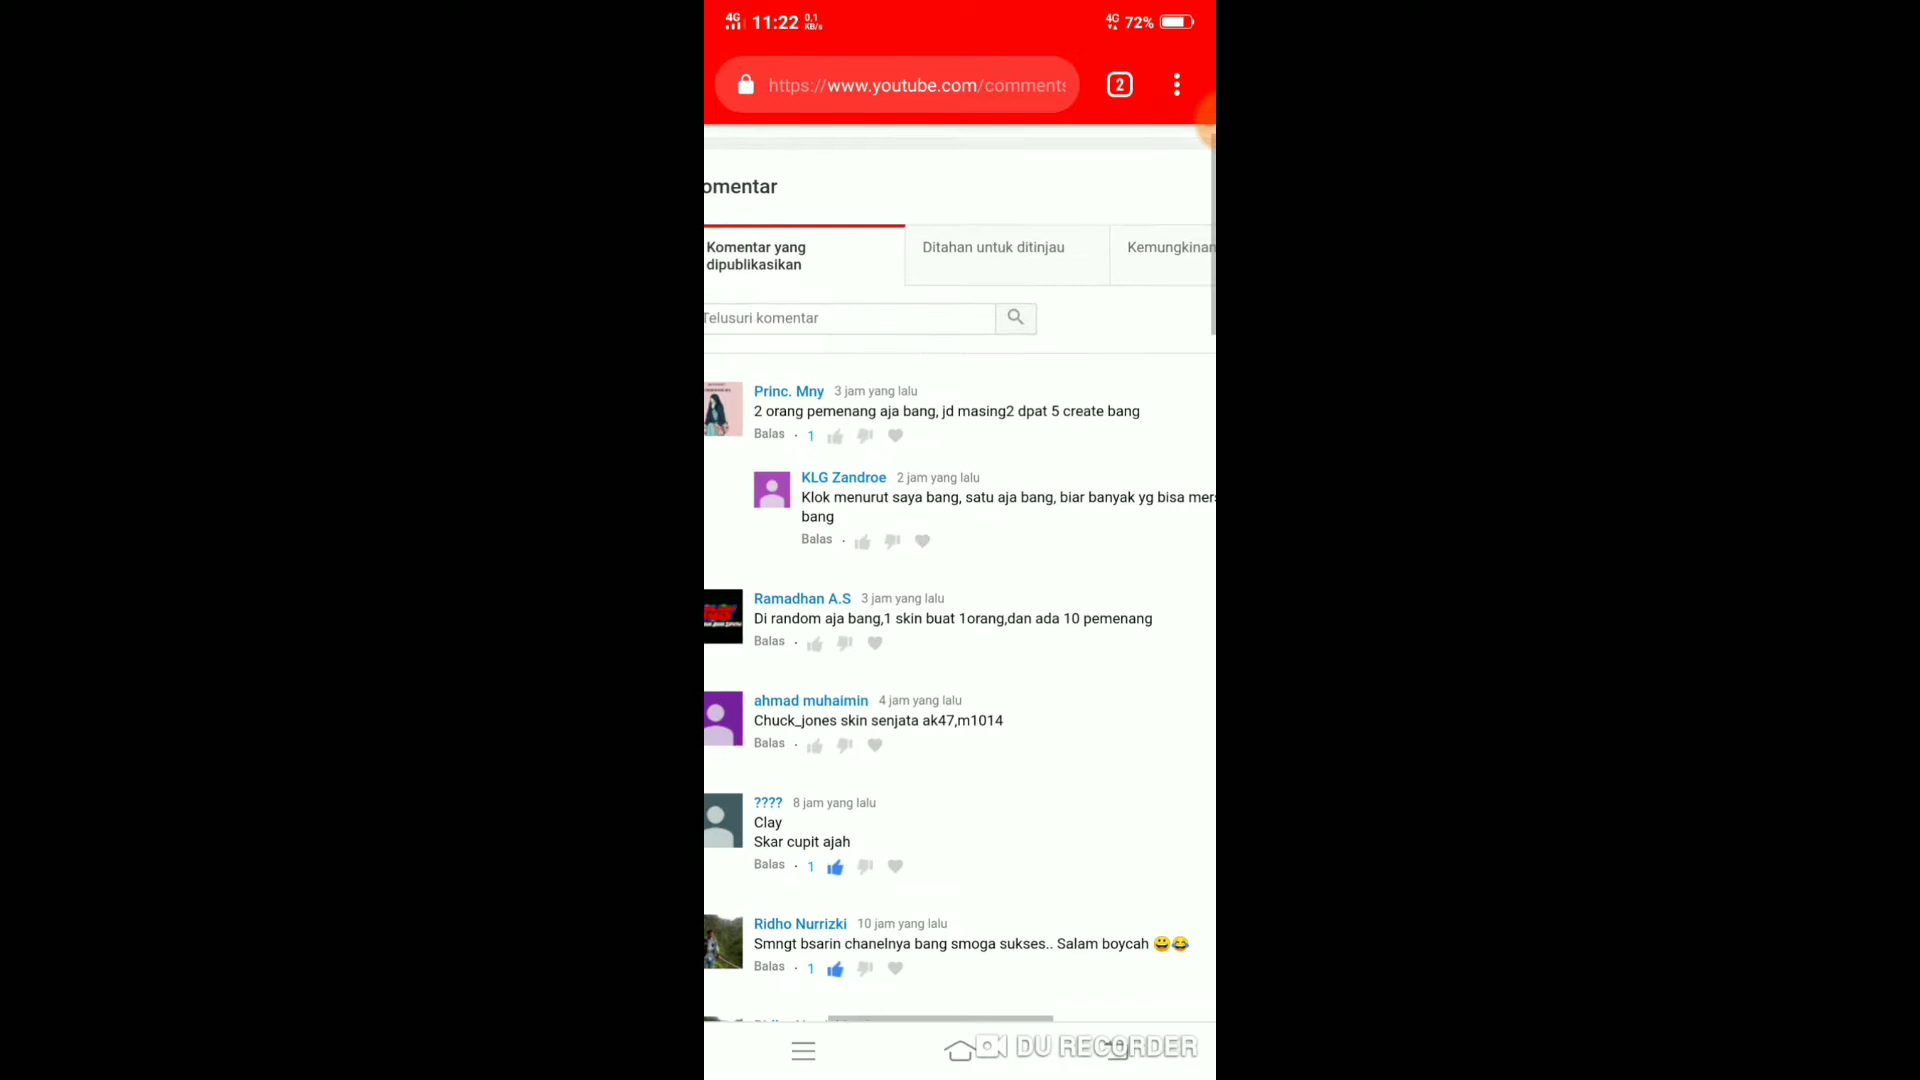 4G 11:22 0,1 KB/s 4G 72%
https://www.youtube.com/comments 2
omentar
Komentar yang
dipublikasikan
Ditahan untuk ditinjau
Kemungkinan
Telusuri komentar
Princ. Mny 3 jam yang lalu
2 orang pemenang aja bang, jd masing2 dpat 5 create bang
Balas · 1
KLG Zandroe 2 jam yang lalu
Klok menurut saya bang, satu aja bang, biar banyak yg bisa mers
bang
Balas ·
Ramadhan A.S 3 jam yang lalu
Di random aja bang,1 skin buat 1orang,dan ada 10 pemenang
Balas ·
ahmad muhaimin 4 jam yang lalu
Chuck_jones skin senjata ak47,m1014
Balas ·
???? 8 jam yang lalu
Clay
Skar cupit ajah
Balas · 1
Ridho Nurrizki 10 jam yang lalu
Smngt bsarin chanelnya bang smoga sukses.. Salam boycah 😀😂
Balas · 1
DU RECORDER